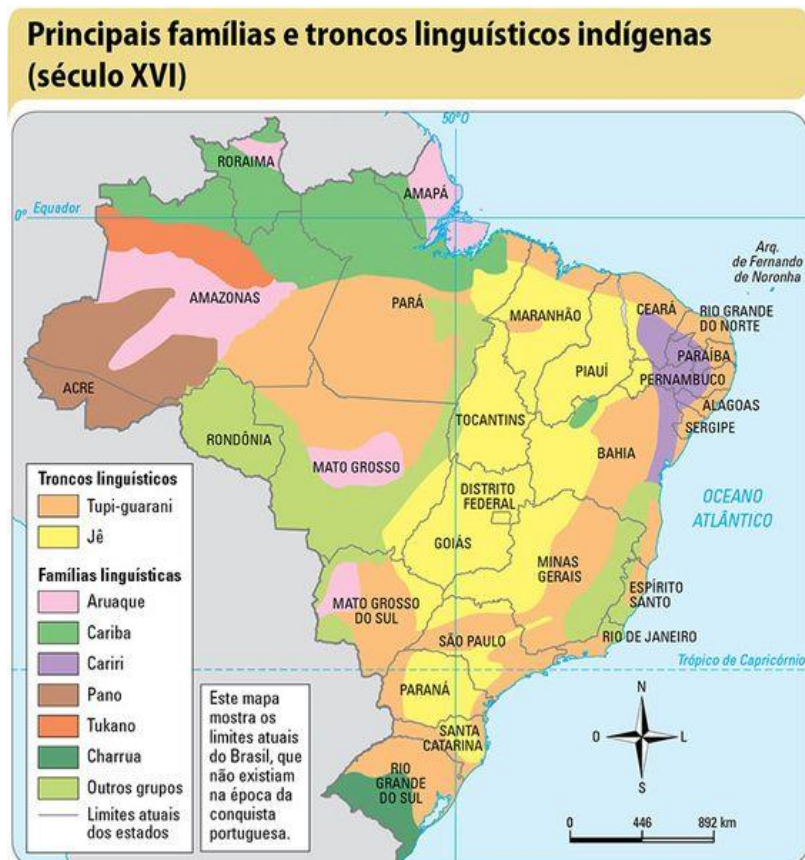 Principais famílias e troncos linguísticos indígenas
(século XVI)
50°O
RORAIMA
AMAPÁ
0° Equador
Arq.
de Fernando
de Noronha
AMAZONAS
PARÁ
MARANHÃO
CEARÁ
RIO GRANDE
DO NORTE
PARAÍBA
PIAUÍ
PERNAMBUCO
ACRE
ALAGOAS
TOCANTINS
SERGIPE
RONDÔNIA
BAHIA
MATO GROSSO
DISTRITO
FEDERAL
OCEANO
ATLÂNTICO
GOIÁS
MINAS
GERAIS
ESPÍRITO
SANTO
MATO GROSSO
DO SUL
RIO DE JANEIRO
SÃO PAULO
Trópico de Capricórnio
PARANÁ
SANTA
CATARINA
RIO
GRANDE
DO SUL
Troncos linguísticos
Tupi-guarani
Jê
Famílias linguísticas
Aruaque
Cariba
Cariri
Pano
Tukano
Charrua
Outros grupos
Limites atuais
dos estados
Este mapa
mostra os
limites atuais
do Brasil, que
não existiam
na época da
conquista
portuguesa.
N
O
L
S
0 446 892 km